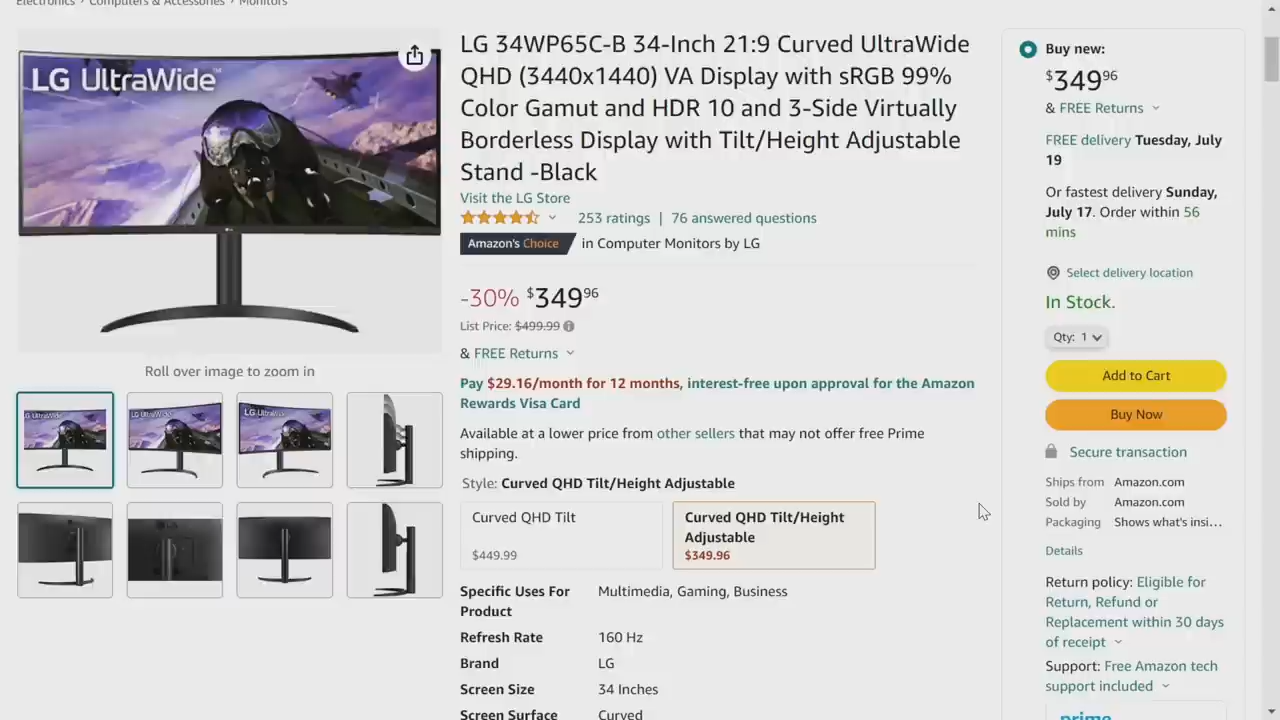 Electronics › Computers & Accessories › Monitors
LG UltraWide™
Roll over image to zoom in
LG 34WP65C-B 34-Inch 21:9 Curved UltraWide
QHD (3440x1440) VA Display with sRGB 99%
Color Gamut and HDR 10 and 3-Side Virtually
Borderless Display with Tilt/Height Adjustable
Stand -Black
Visit the LG Store
253 ratings | 76 answered questions
Amazon's Choice in Computer Monitors by LG
-30% $349.96
List Price: $499.99
& FREE Returns
Pay $29.16/month for 12 months, interest-free upon approval for the Amazon
Rewards Visa Card
Available at a lower price from other sellers that may not offer free Prime
shipping.
Style: Curved QHD Tilt/Height Adjustable
Curved QHD Tilt
$449.99
Curved QHD Tilt/Height
Adjustable
$349.96
Specific Uses For Multimedia, Gaming, Business
Product
Refresh Rate 160 Hz
Brand LG
Screen Size 34 Inches
Screen Surface Curved
Buy new:
$349.96
& FREE Returns
FREE delivery Tuesday, July
19
Or fastest delivery Sunday,
July 17. Order within 56
mins
Select delivery location
In Stock.
Qty: 1
Add to Cart
Buy Now
Secure transaction
Ships from Amazon.com
Sold by Amazon.com
Packaging Shows what's insi...
Details
Return policy: Eligible for
Return, Refund or
Replacement within 30 days
of receipt
Support: Free Amazon tech
support included
prime